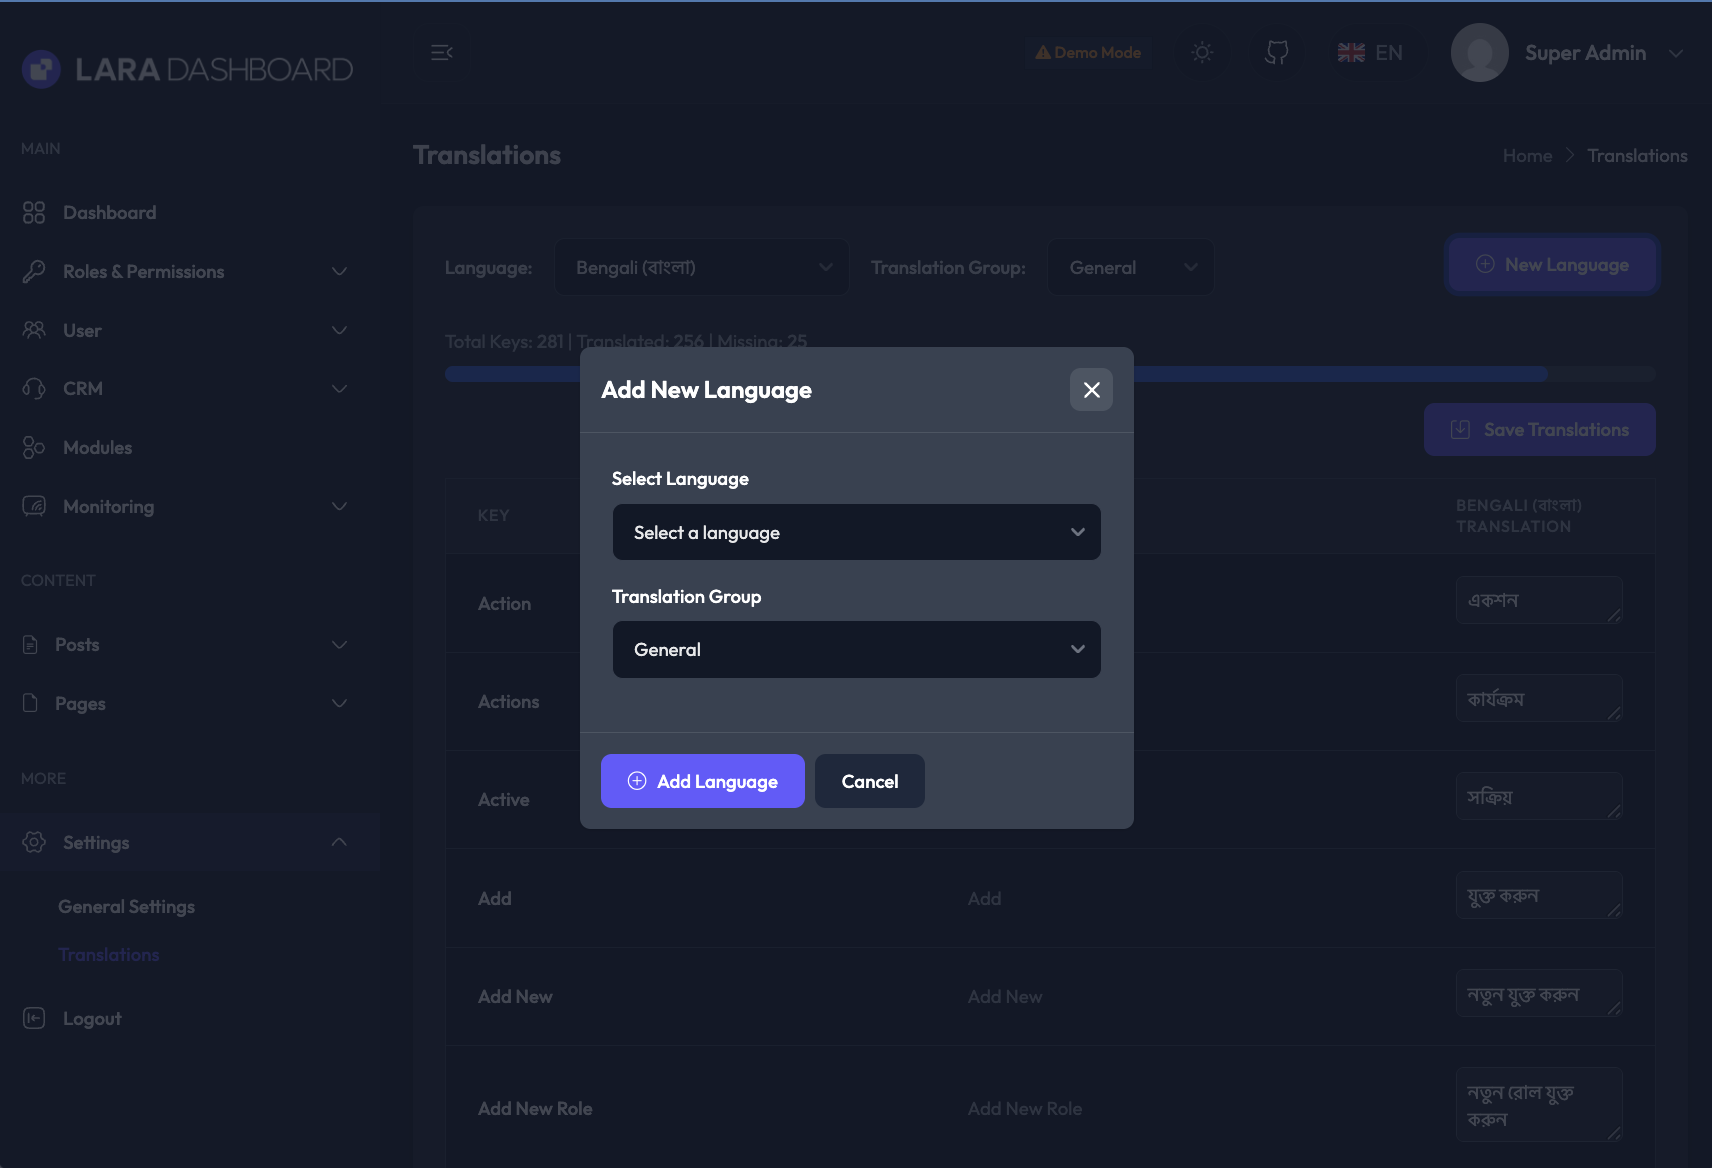 LARA DASHBOARD
Demo Mode
EN
Super Admin
MAIN
Dashboard
Roles & Permissions
User
CRM
Modules
Monitoring
CONTENT
Posts
Pages
MORE
Settings
General Settings
Translations
Logout
Translations
Home > Translations
Language: Bengali (বাংলা) Translation Group: General
New Language
Total Keys: 281 | Translated: 256 | Missing: 25
Save Translations
Add New Language
Select Language
Select a language
Translation Group
General
Add Language Cancel
KEY
BENGALI (বাংলা)
TRANSLATION
Action
একশন
Actions
কার্যক্রম
Active
সক্রিয়
Add
Add
যুক্ত করুন
Add New
Add New
নতুন যুক্ত করুন
Add New Role
Add New Role
নতুন রোল যুক্ত
করুন